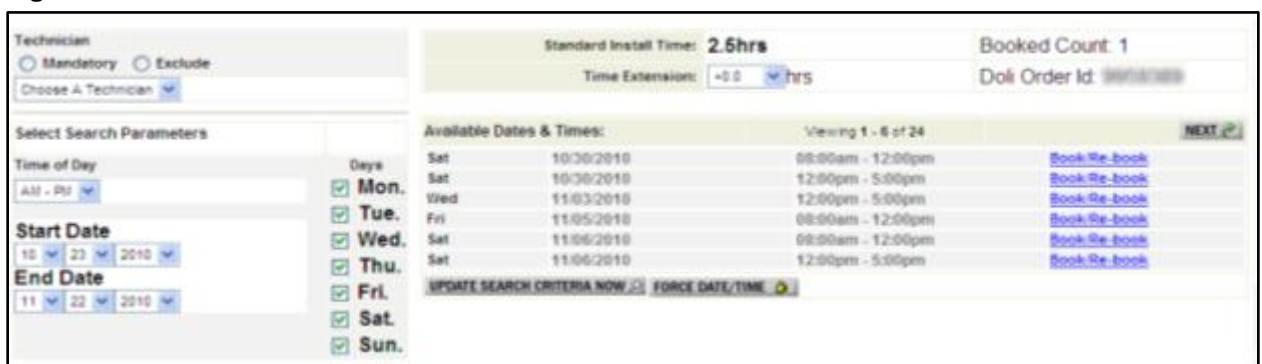 Technician
Mandatory Exclude
Choose A Technician
Standard Install Time: 2.5hrs
Booked Count: 1
Time Extension: +0.0 hrs
Doli Order Id:
Select Search Parameters
Time of Day
Days
AM - PM
Mon.
Tue.
Start Date
Wed.
10 23 2010
Thu.
End Date
11 22 2010
Fri.
Sat.
Sun.
Available Dates & Times: Viewing 1 - 6 of 24 NEXT
Sat 10/30/2010 08:00am - 12:00pm Book/Re-book
Sat 10/30/2010 12:00pm - 5:00pm Book/Re-book
Wed 11/03/2010 12:00pm - 5:00pm Book/Re-book
Fri 11/05/2010 08:00am - 12:00pm Book/Re-book
Sat 11/06/2010 08:00am - 12:00pm Book/Re-book
Sat 11/06/2010 12:00pm - 5:00pm Book/Re-book
UPDATE SEARCH CRITERIA NOW FORCE DATE/TIME